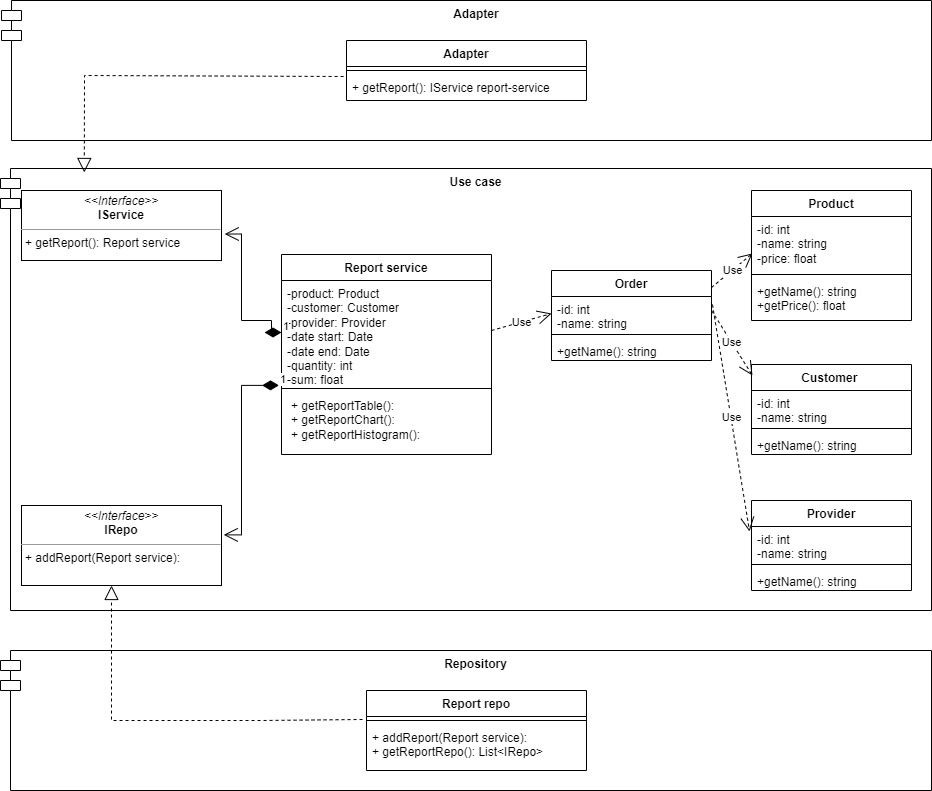 Adapter
Adapter
+ getReport(): IService report-service
Use case
<<Interface>>
IService
+ getReport(): Report service
Report service
-product: Product
-customer: Customer
-provider: Provider
-date start: Date
-date end: Date
-quantity: int
-sum: float
+ getReportTable():
+ getReportChart():
+ getReportHistogram():
1
1
Use
Order
-id: int
-name: string
+getName(): string
Use
Use
Use
Product
-id: int
-name: string
-price: float
+getName(): string
+getPrice(): float
Customer
-id: int
-name: string
+getName(): string
Provider
-id: int
-name: string
+getName(): string
<<Interface>>
IRepo
+ addReport(Report service):
Repository
Report repo
+ addReport(Report service):
+ getReportRepo(): List<IRepo>